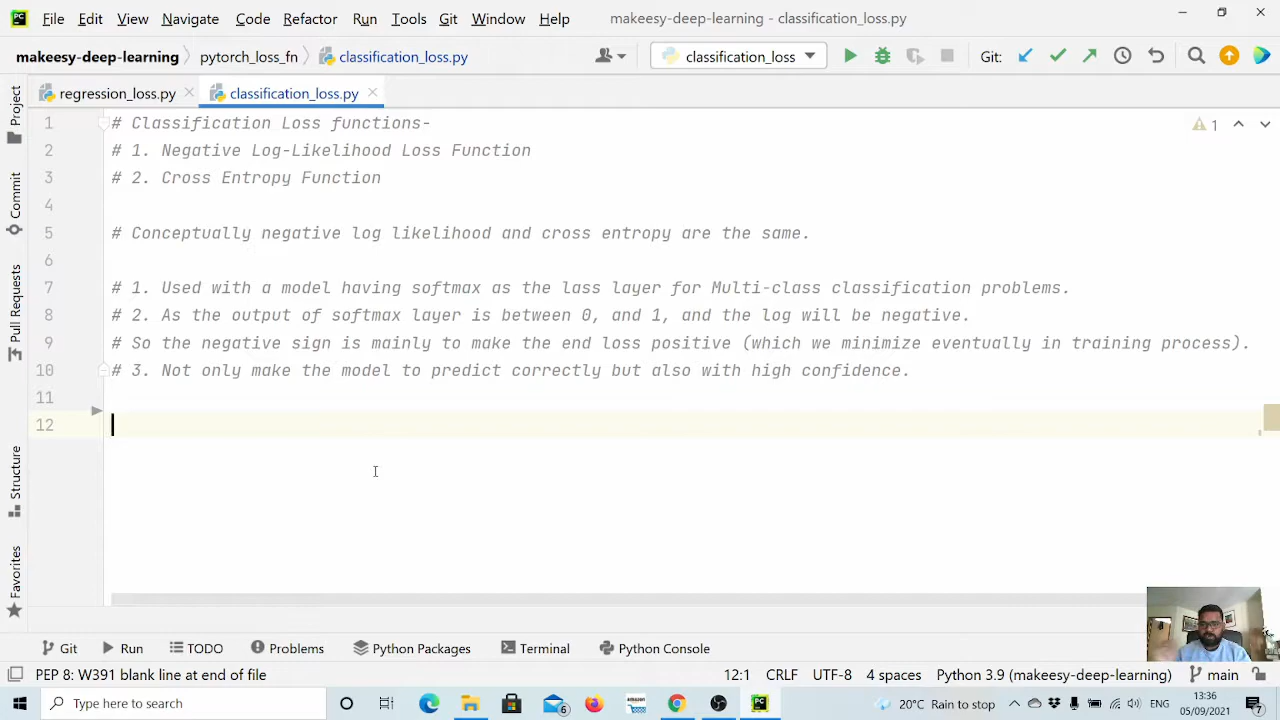 File Edit View Navigate Code Refactor Run Tools Git Window Help makeesy-deep-learning - classification_loss.py
makeesy-deep-learning pytorch_loss_fn classification_loss.py classification_loss Git:
regression_loss.py classification_loss.py
Project
Commit
Pull Requests
Structure
Favorites
1 # Classification Loss functions-
1
2 # 1. Negative Log-Likelihood Loss Function
3 # 2. Cross Entropy Function
4
5 # Conceptually negative log likelihood and cross entropy are the same.
6
7 # 1. Used with a model having softmax as the lass layer for Multi-class classification problems.
8 # 2. As the output of softmax layer is between 0, and 1, and the log will be negative.
9 # So the negative sign is mainly to make the end loss positive (which we minimize eventually in training process).
10 # 3. Not only make the model to predict correctly but also with high confidence.
11
12
Git Run TODO Problems Python Packages Terminal Python Console
PEP 8: W391 blank line at end of file 12:1 CRLF UTF-8 4 spaces Python 3.9 (makeesy-deep-learning) main
Type here to search 20°C Rain to stop ENG 13:36
05/09/2021